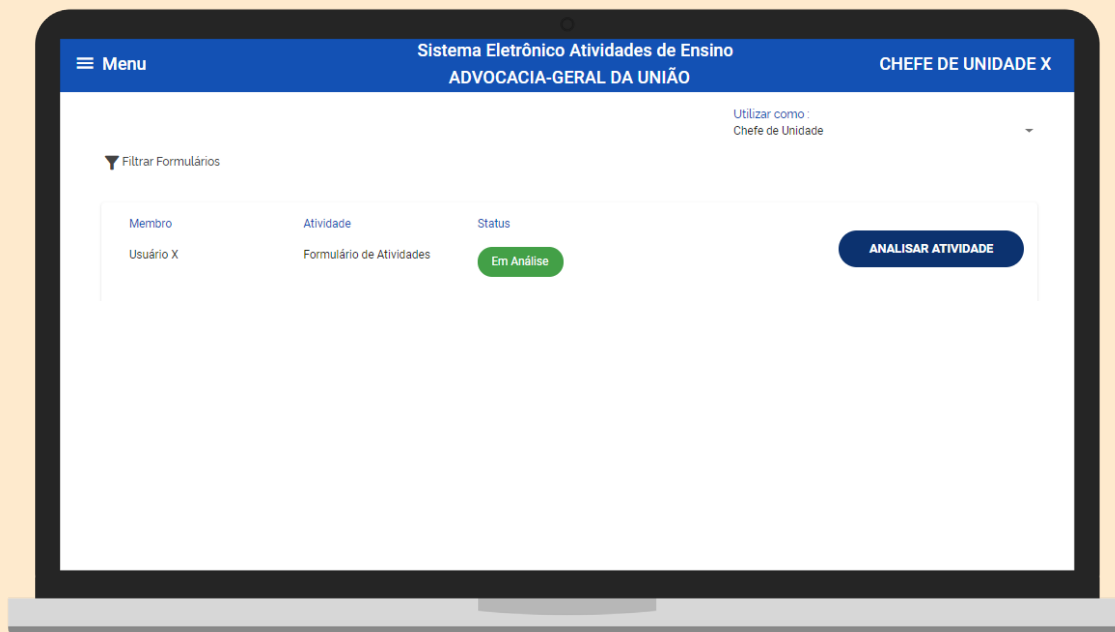 Menu
Sistema Eletrônico Atividades de Ensino
ADVOCACIA-GERAL DA UNIÃO
CHEFE DE UNIDADE X
Utilizar como :
Chefe de Unidade
Filtrar Formulários
Membro Atividade Status
Usuário X Formulário de Atividades Em Análise ANALISAR ATIVIDADE